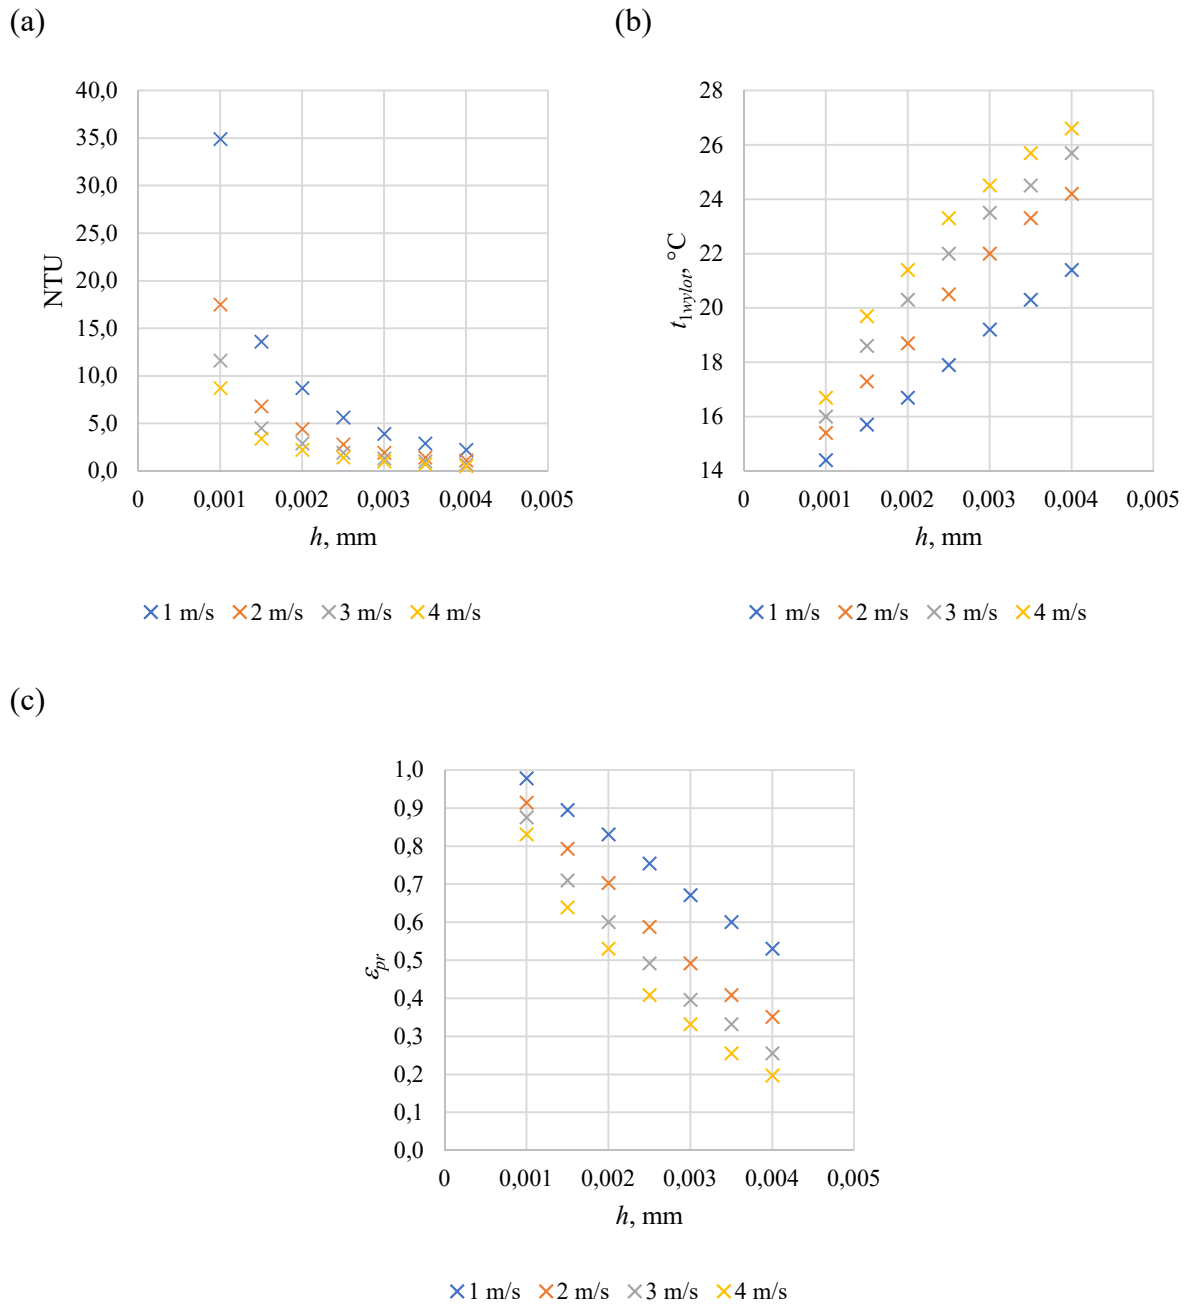 (a)
(b)
40,0
35,0
30,0
25,0
20,0
15,0
10,0
5,0
0,0
NTU
0 0,001 0,002 0,003 0,004 0,005
h, mm
1 m/s 2 m/s 3 m/s 4 m/s
28
26
24
22
20
18
16
14
t1wylot, °C
0 0,001 0,002 0,003 0,004 0,005
h, mm
1 m/s 2 m/s 3 m/s 4 m/s
(c)
1,0
0,9
0,8
0,7
0,6
0,5
0,4
0,3
0,2
0,1
0,0
εpr
0 0,001 0,002 0,003 0,004 0,005
h, mm
1 m/s 2 m/s 3 m/s 4 m/s